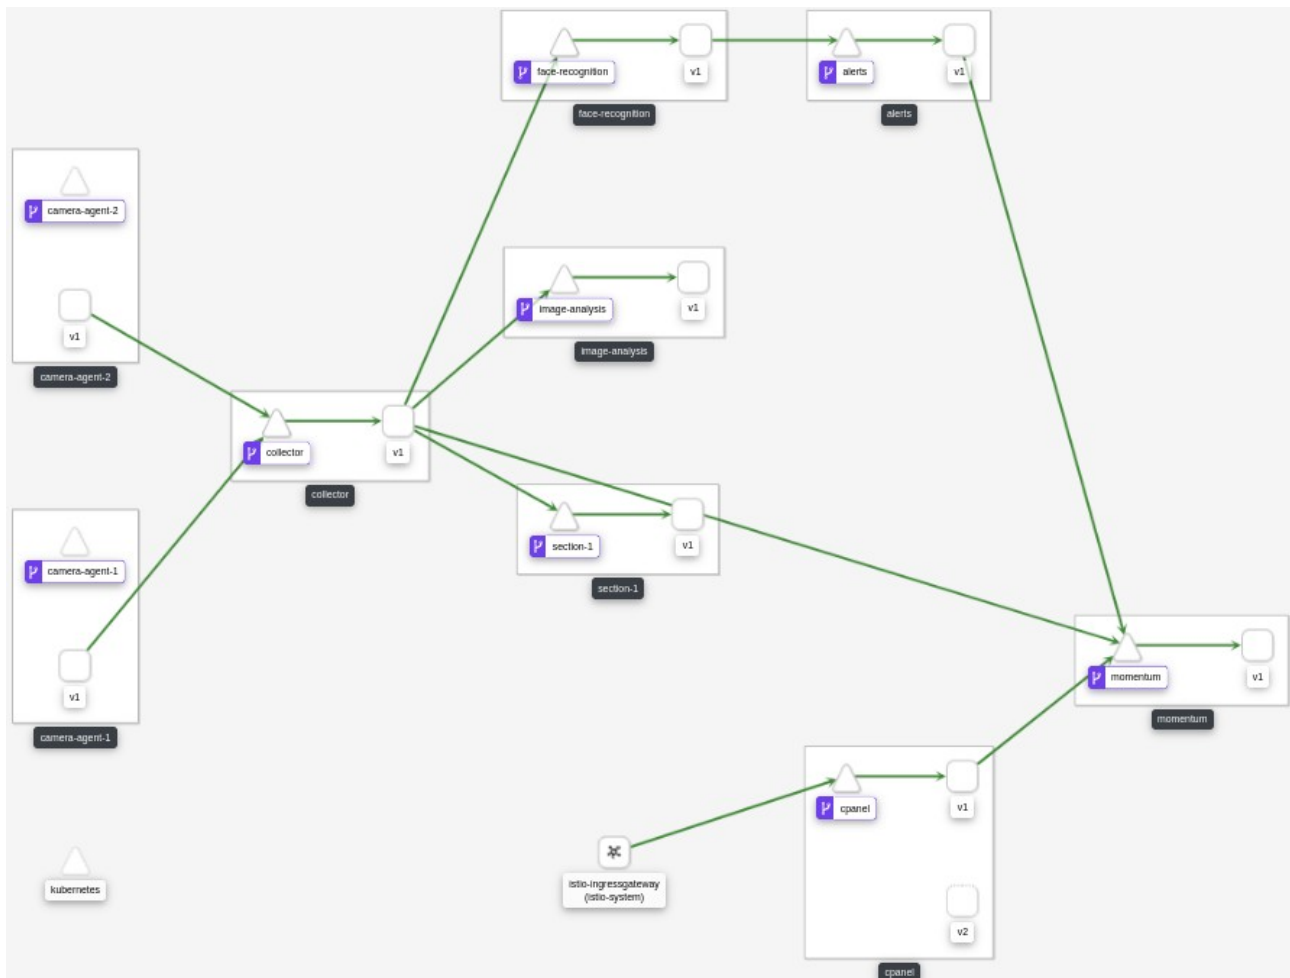 face-recognition
v1
alerts
v1
face-recognition
alerts
camera-agent-2
v1
camera-agent-2
image-analysis
v1
image-analysis
collector
v1
collector
section-1
v1
section-1
camera-agent-1
v1
camera-agent-1
momentum
v1
momentum
cpanel
v1
kubernetes
istio-ingressgateway
(istio-system)
v2
cpanel